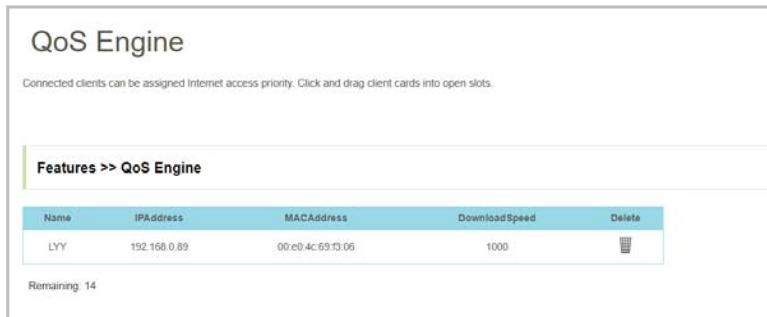 QoS Engine
Connected clients can be assigned Internet access priority. Click and drag client cards into open slots.
Features >> QoS Engine
Name IPAddress MACAddress DownloadSpeed Delete
LYY 192.168.0.89 00:e0:4c:69:f3:06 1000
Remaining: 14